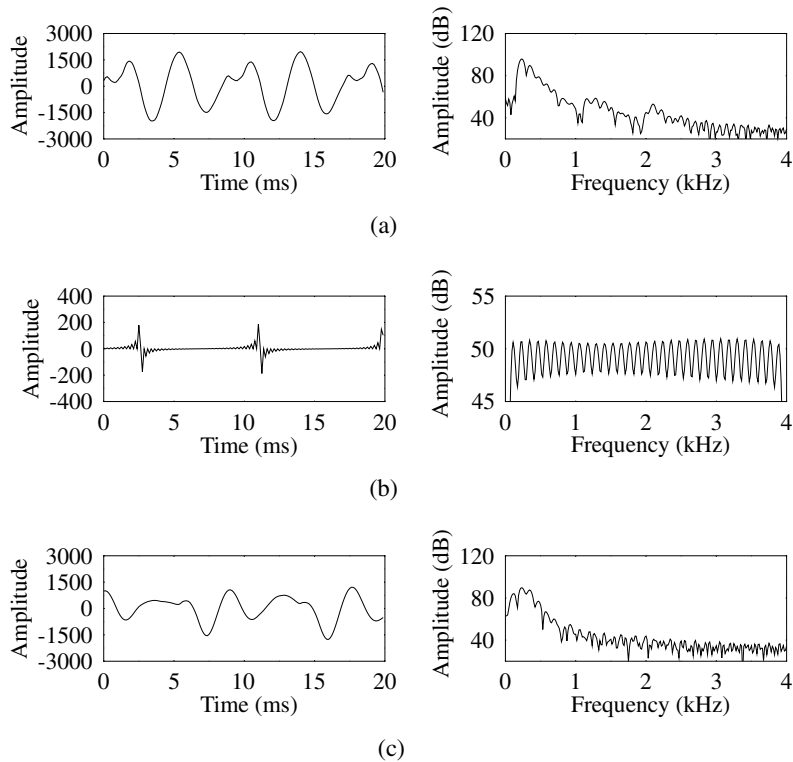 3000
1500
0
-1500
-3000
Amplitude
0 5 10 15 20
Time (ms)
120
80
40
Amplitude (dB)
0 1 2 3 4
Frequency (kHz)
(a)
400
200
0
-200
-400
Amplitude
0 5 10 15 20
Time (ms)
55
50
45
Amplitude (dB)
0 1 2 3 4
Frequency (kHz)
(b)
3000
1500
0
-1500
-3000
Amplitude
0 5 10 15 20
Time (ms)
120
80
40
Amplitude (dB)
0 1 2 3 4
Frequency (kHz)
(c)